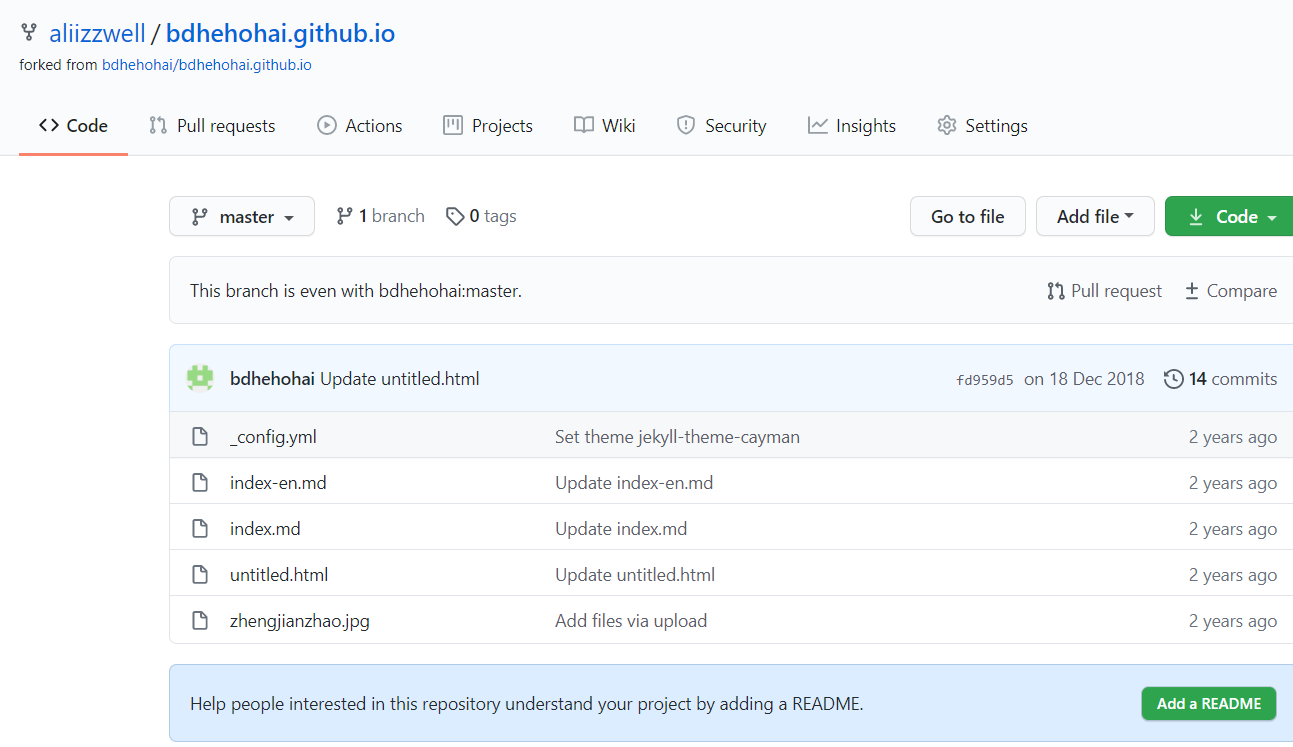 aliizzwell / bdhehohai.github.io
forked from bdhehohai/bdhehohai.github.io
Code Pull requests Actions Projects Wiki Security Insights Settings
master 1 branch 0 tags Go to file Add file Code
This branch is even with bdhehohai:master. Pull request Compare
bdhehohai Update untitled.html fd959d5 on 18 Dec 2018 14 commits
_config.yml Set theme jekyll-theme-cayman 2 years ago
index-en.md Update index-en.md 2 years ago
index.md Update index.md 2 years ago
untitled.html Update untitled.html 2 years ago
zhengjianzhao.jpg Add files via upload 2 years ago
Help people interested in this repository understand your project by adding a README. Add a README